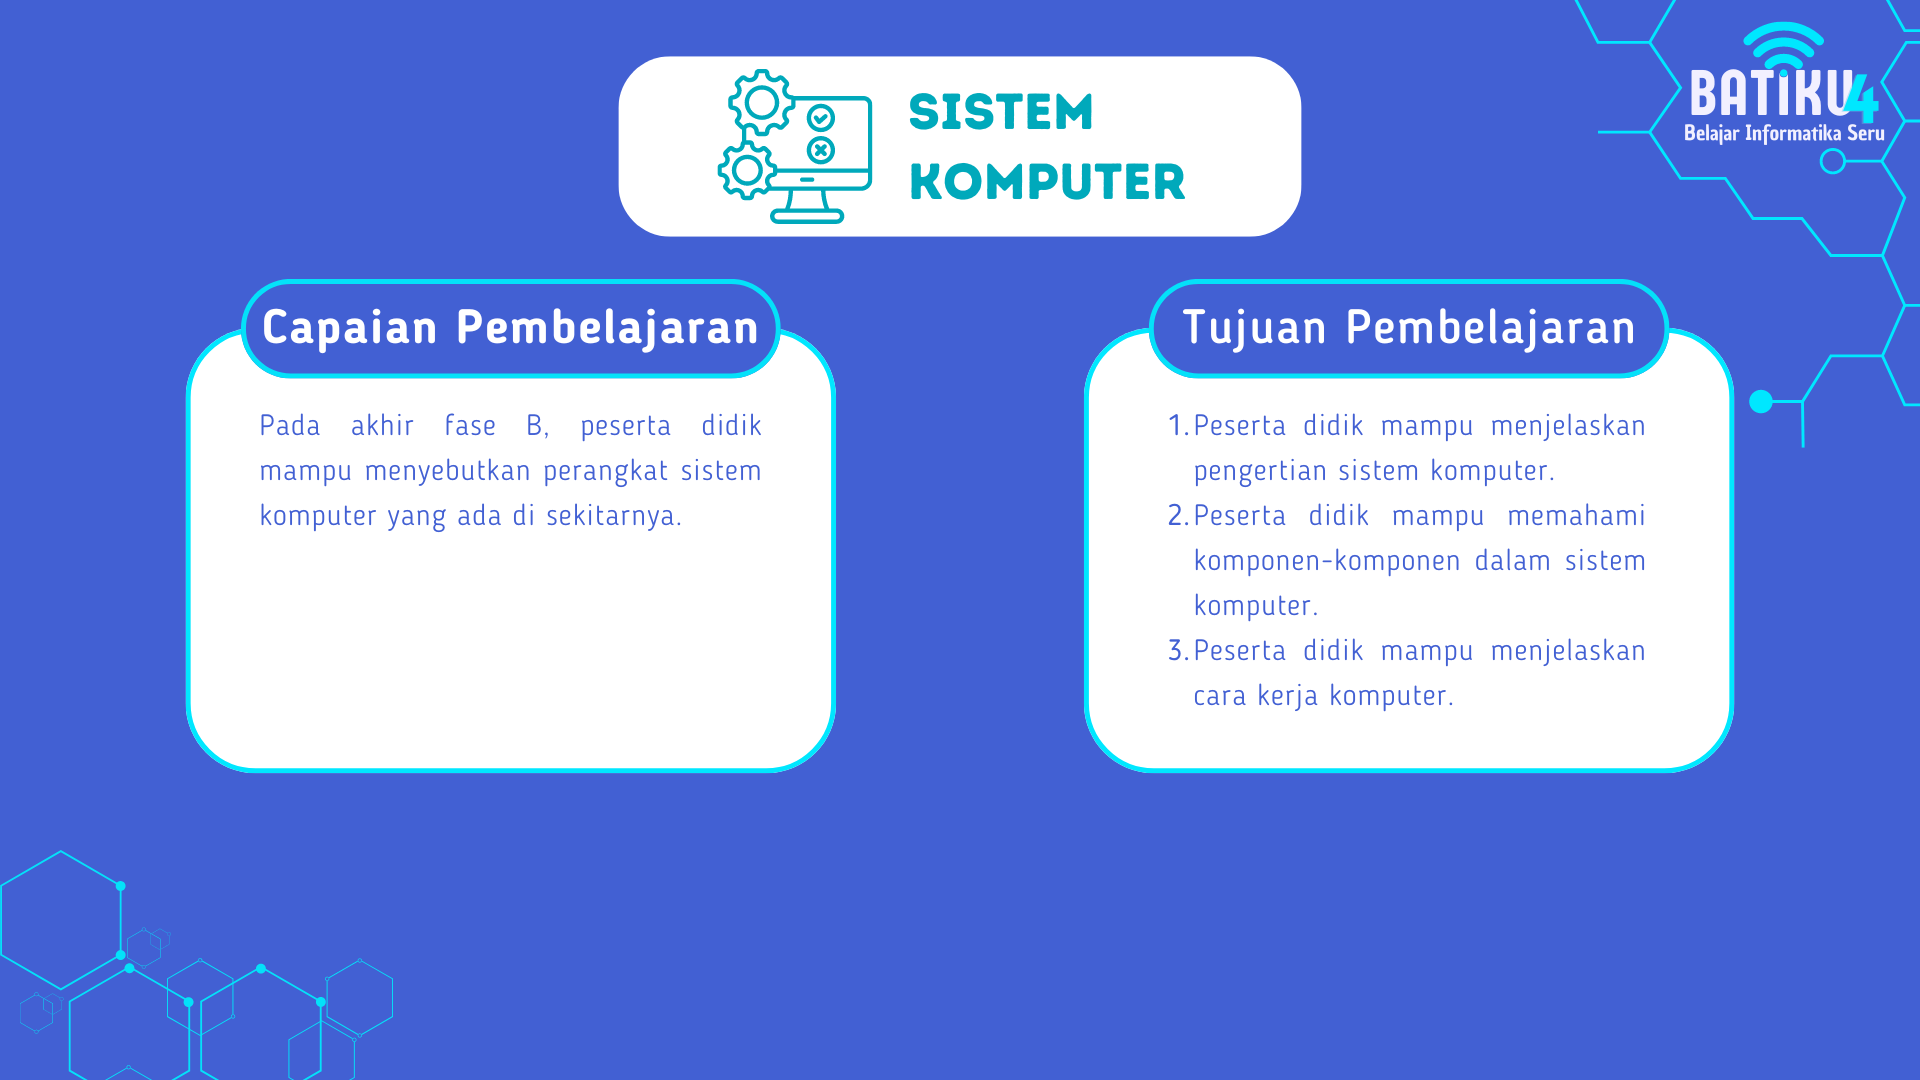 BATIKU4
Belajar Informatika Seru
SISTEM
KOMPUTER
Capaian Pembelajaran
Pada akhir fase B, peserta didik
mampu menyebutkan perangkat sistem
komputer yang ada di sekitarnya.
Tujuan Pembelajaran
1. Peserta didik mampu menjelaskan
pengertian sistem komputer.
2. Peserta didik mampu memahami
komponen-komponen dalam sistem
komputer.
3. Peserta didik mampu menjelaskan
cara kerja komputer.